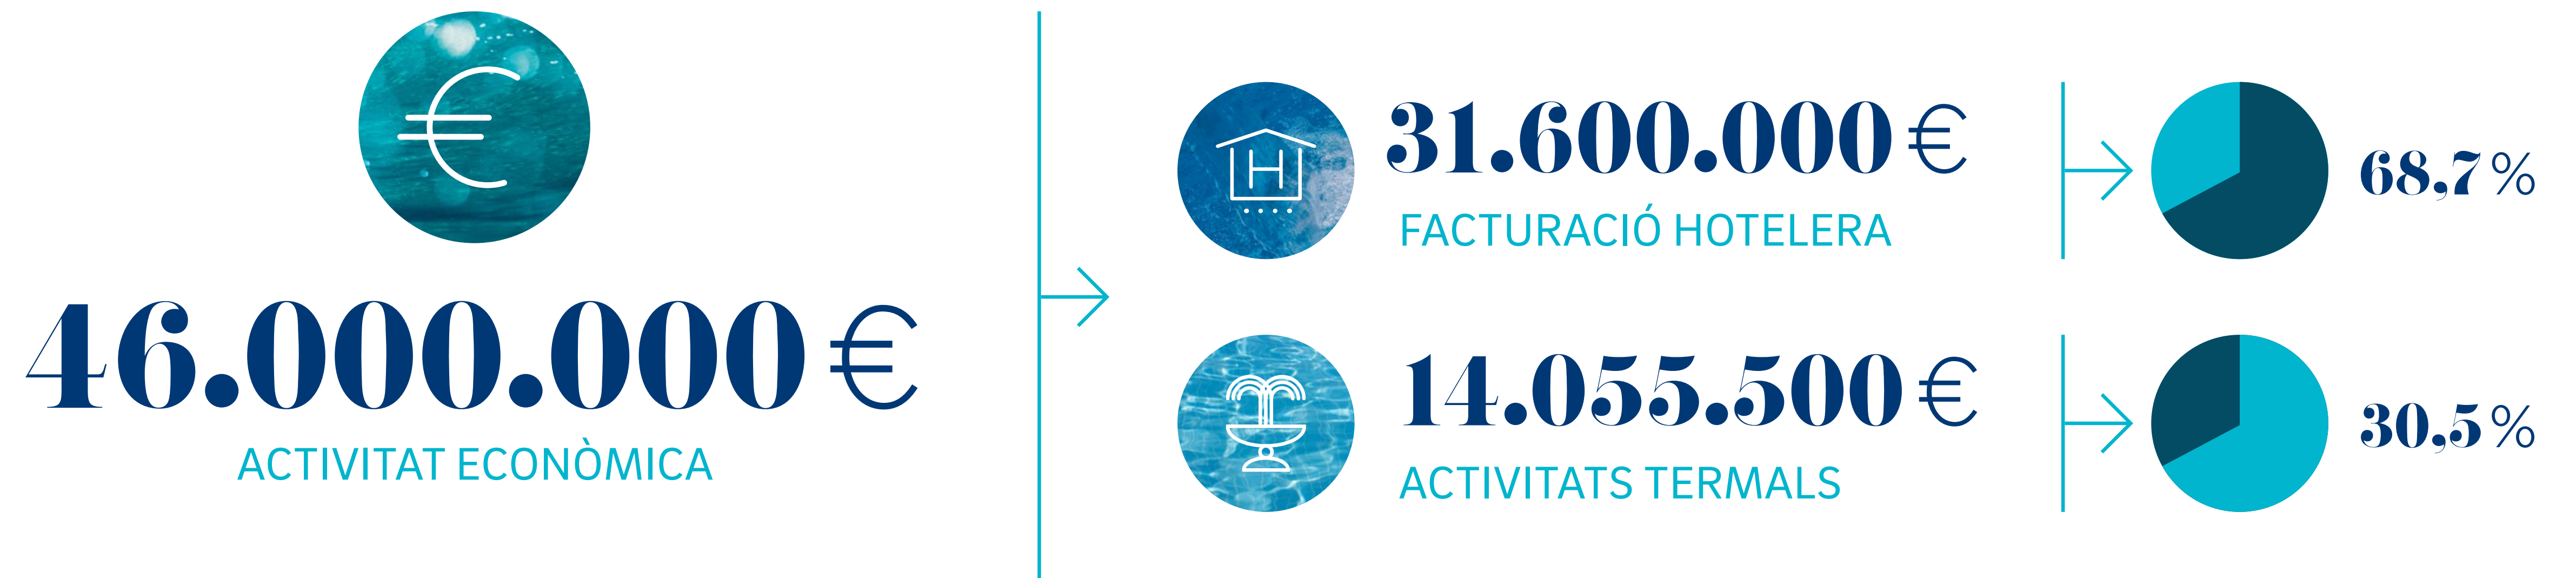 46.000.000 €
ACTIVITAT ECONÒMICA
31.600.000 €
FACTURACIÓ HOTELERA
68,7 %
14.055.500 €
ACTIVITATS TERMALS
30,5 %